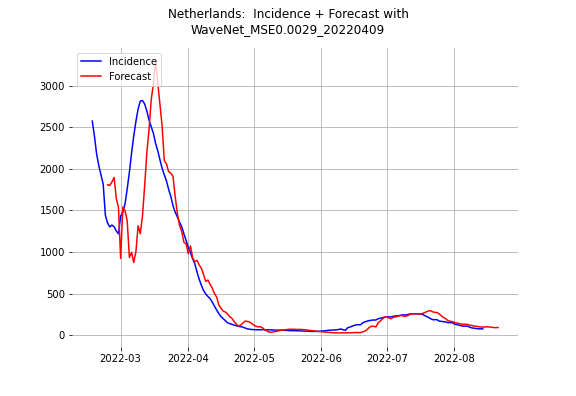 Netherlands:  Incidence + Forecast with
WaveNet_MSE0.0029_20220409
Incidence
Forecast
3000
2500
2000
1500
1000
500
0
2022-03 2022-04 2022-05 2022-06 2022-07 2022-08